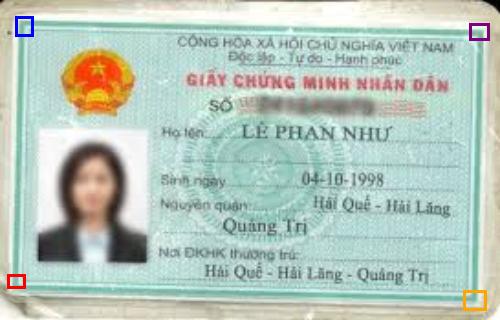 CỘNG HÒA XÃ HỘI CHỦ NGHĨA VIỆT NAM
Độc lập - Tự do - Hạnh phúc
GIẤY CHỨNG MINH NHÂN DÂN
SỐ
Họ tên: LÊ PHAN NHƯ
Sinh ngày 04-10-1998
Nguyên quán: Hải Quế - Hải Lăng
Quảng Trị
Nơi ĐKHK thường trú:
Hải Quế - Hải Lăng - Quảng Trị